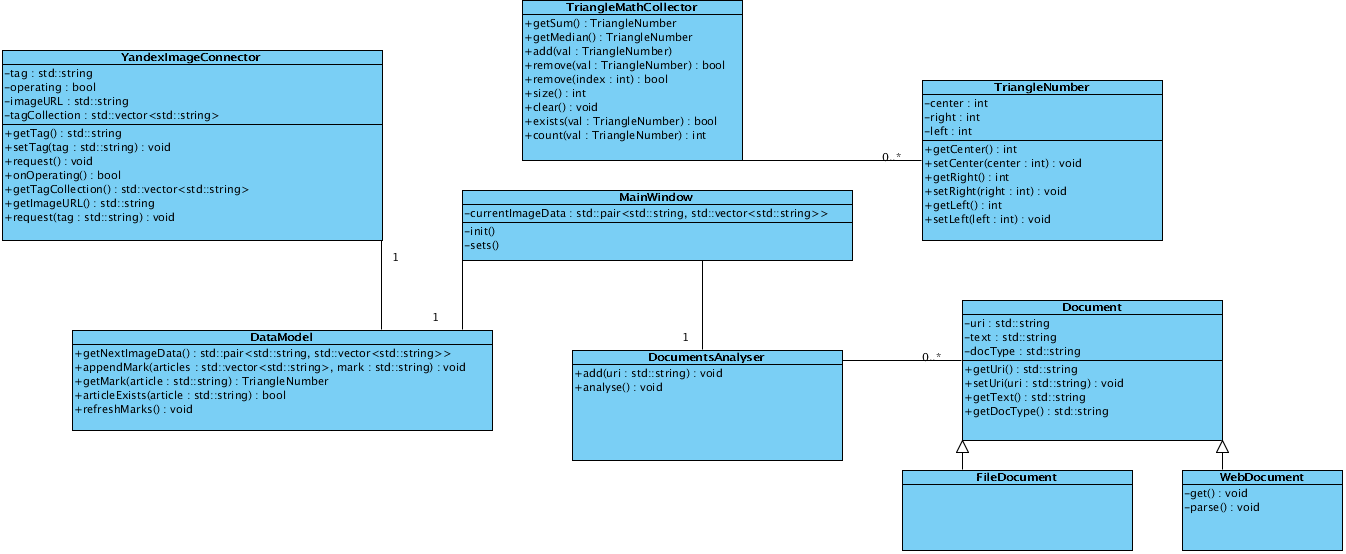 TriangleMathCollector
+getSum() : TriangleNumber
+getMedian() : TriangleNumber
+add(val : TriangleNumber)
+remove(val : TriangleNumber) : bool
+remove(index : int) : bool
+size() : int
+clear() : void
+exists(val : TriangleNumber) : bool
+count(val : TriangleNumber) : int
YandexImageConnector
-tag : std::string
-operating : bool
-imageURL : std::string
-tagCollection : std::vector<std::string>
+getTag() : std::string
+setTag(tag : std::string) : void
+request() : void
+onOperating() : bool
+getTagCollection() : std::vector<std::string>
+getImageURL() : std::string
+request(tag : std::string) : void
TriangleNumber
-center : int
-right : int
-left : int
+getCenter() : int
+setCenter(center : int) : void
+getRight() : int
+setRight(right : int) : void
+getLeft() : int
+setLeft(left : int) : void
0..*
MainWindow
-currentImageData : std::pair<std::string, std::vector<std::string>>
-init()
-sets()
1
1
1
DataModel
+getNextImageData() : std::pair<std::string, std::vector<std::string>>
+appendMark(articles : std::vector<std::string>, mark : std::string) : void
+getMark(article : std::string) : TriangleNumber
+articleExists(article : std::string) : bool
+refreshMarks() : void
DocumentsAnalyser
+add(uri : std::string) : void
+analyse() : void
0..*
Document
-uri : std::string
-text : std::string
-docType : std::string
+getUri() : std::string
+setUri(uri : std::string) : void
+getText() : std::string
+getDocType() : std::string
FileDocument
WebDocument
-get() : void
-parse() : void